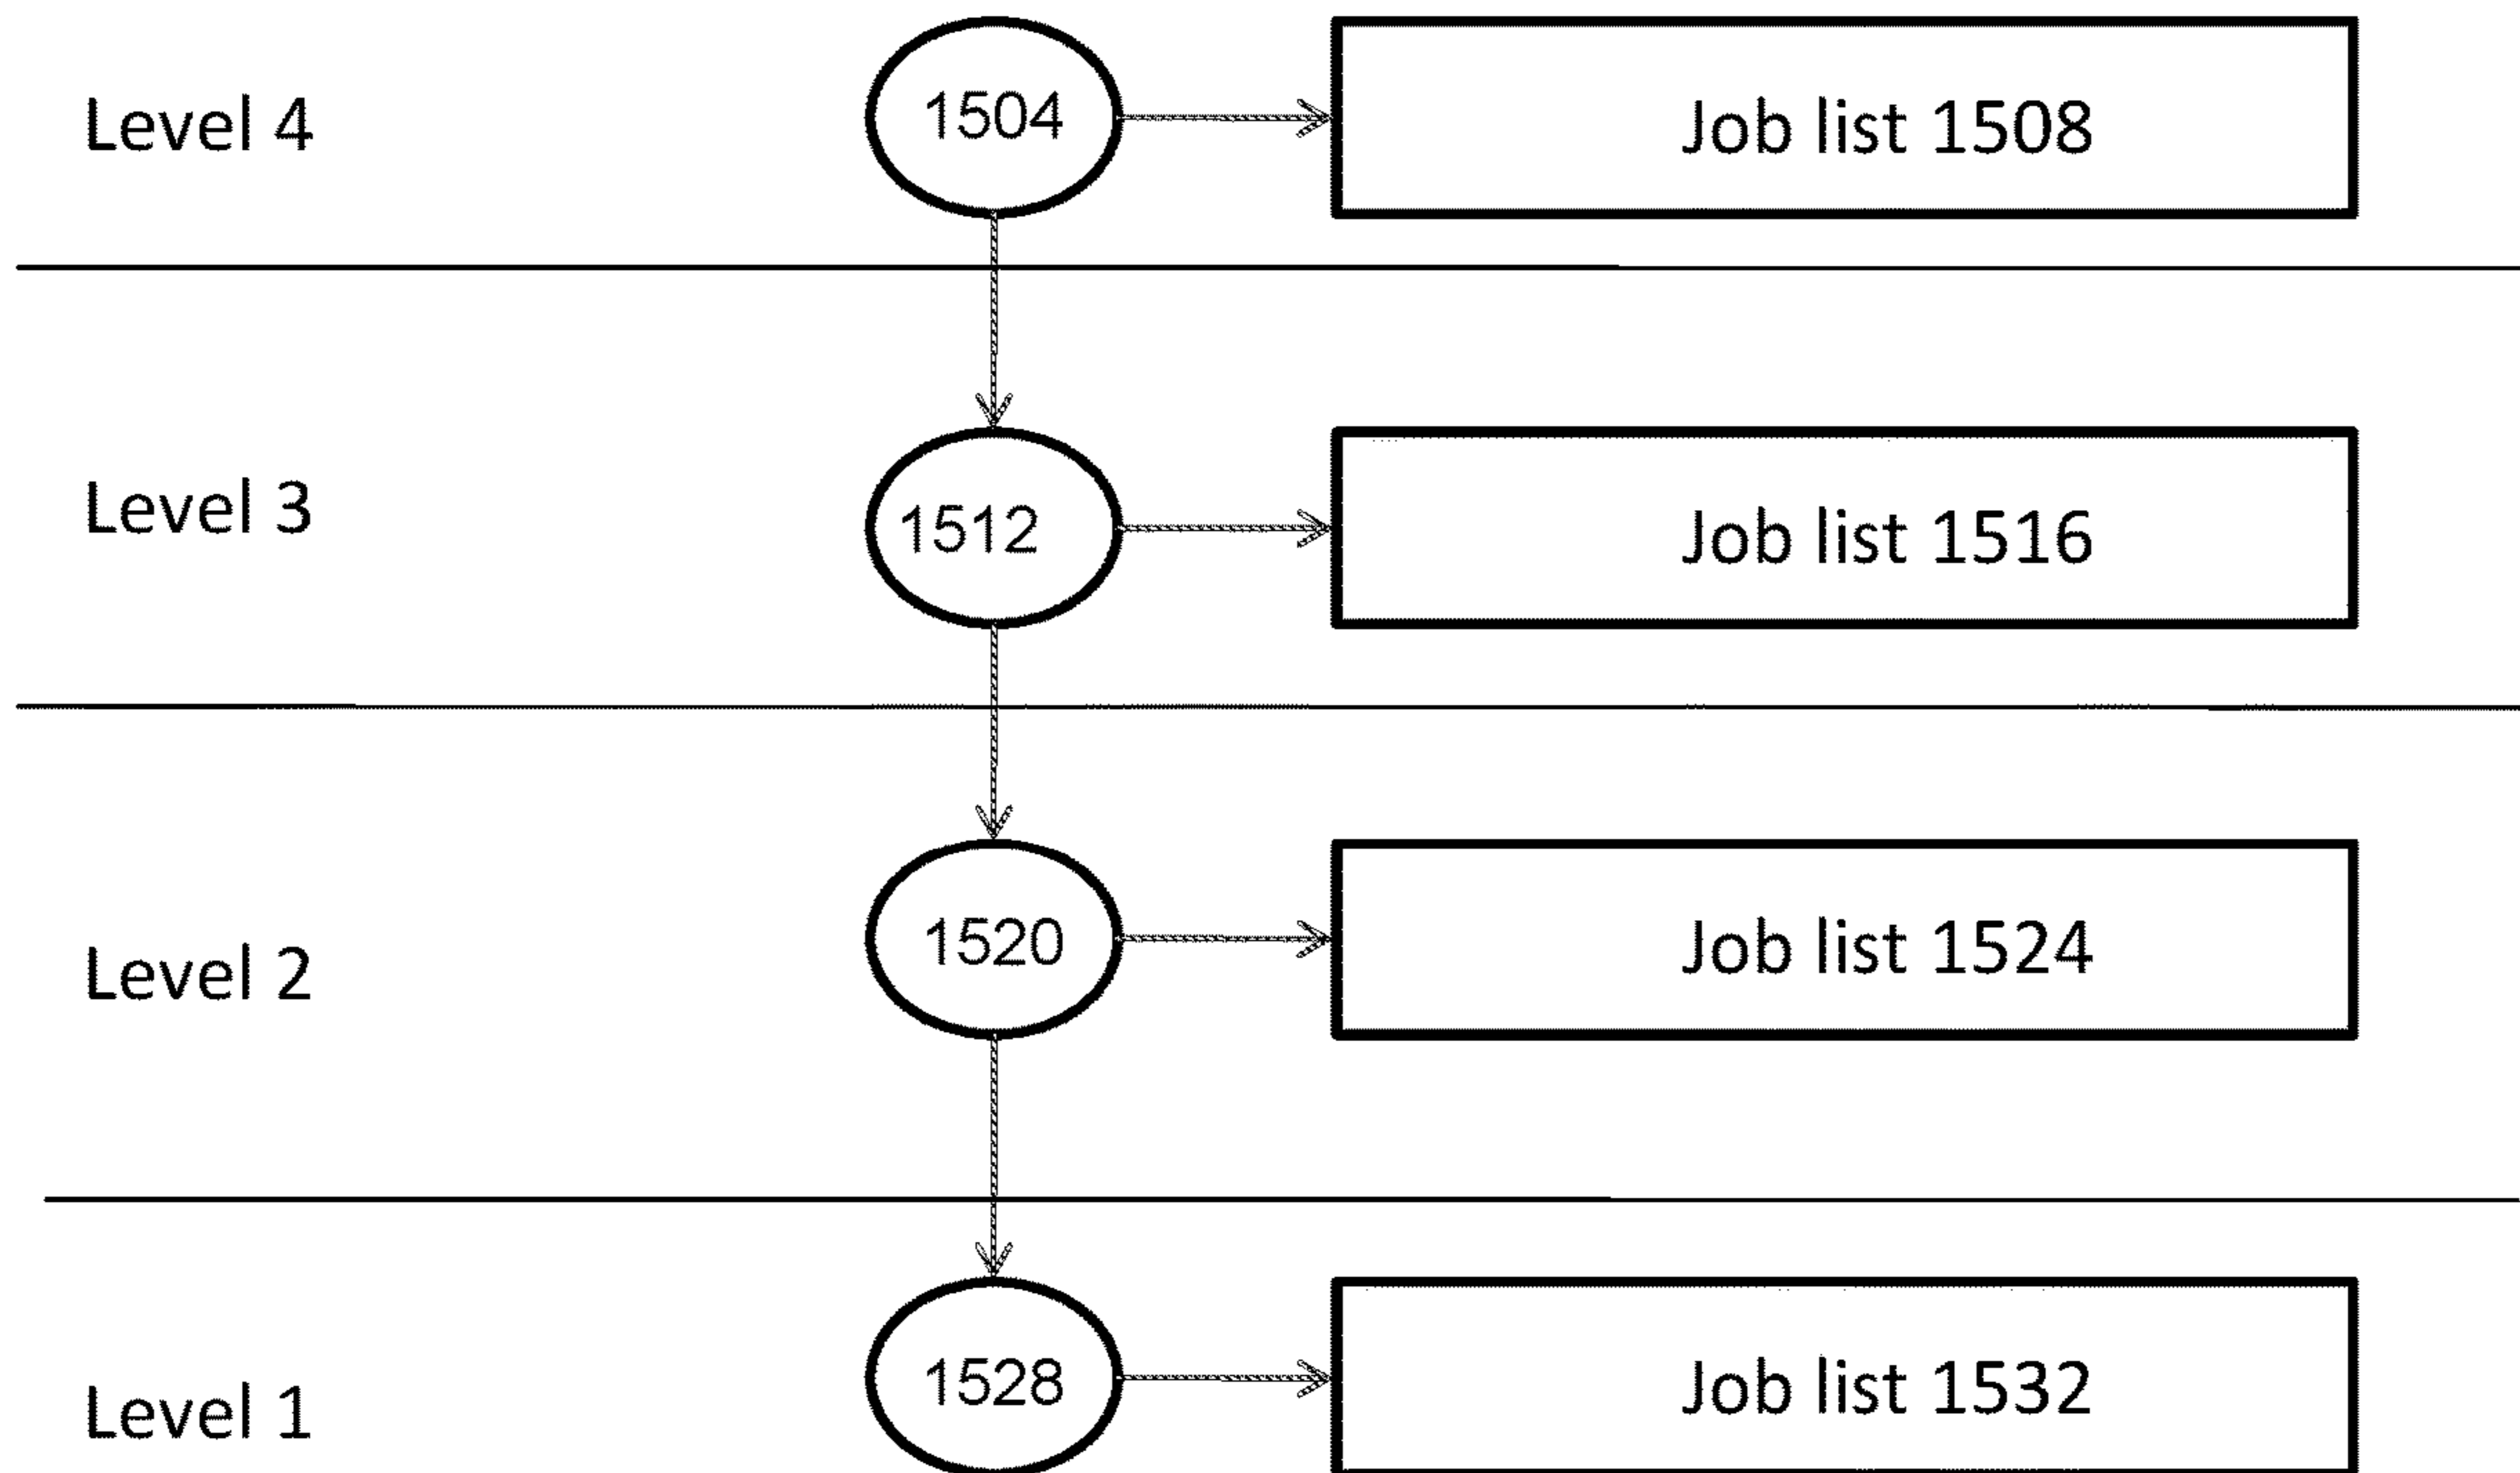 Level 4
1504
Job list 1508
Level 3
1512
Job list 1516
Level 2
1520
Job list 1524
Level 1
1528
Job list 1532